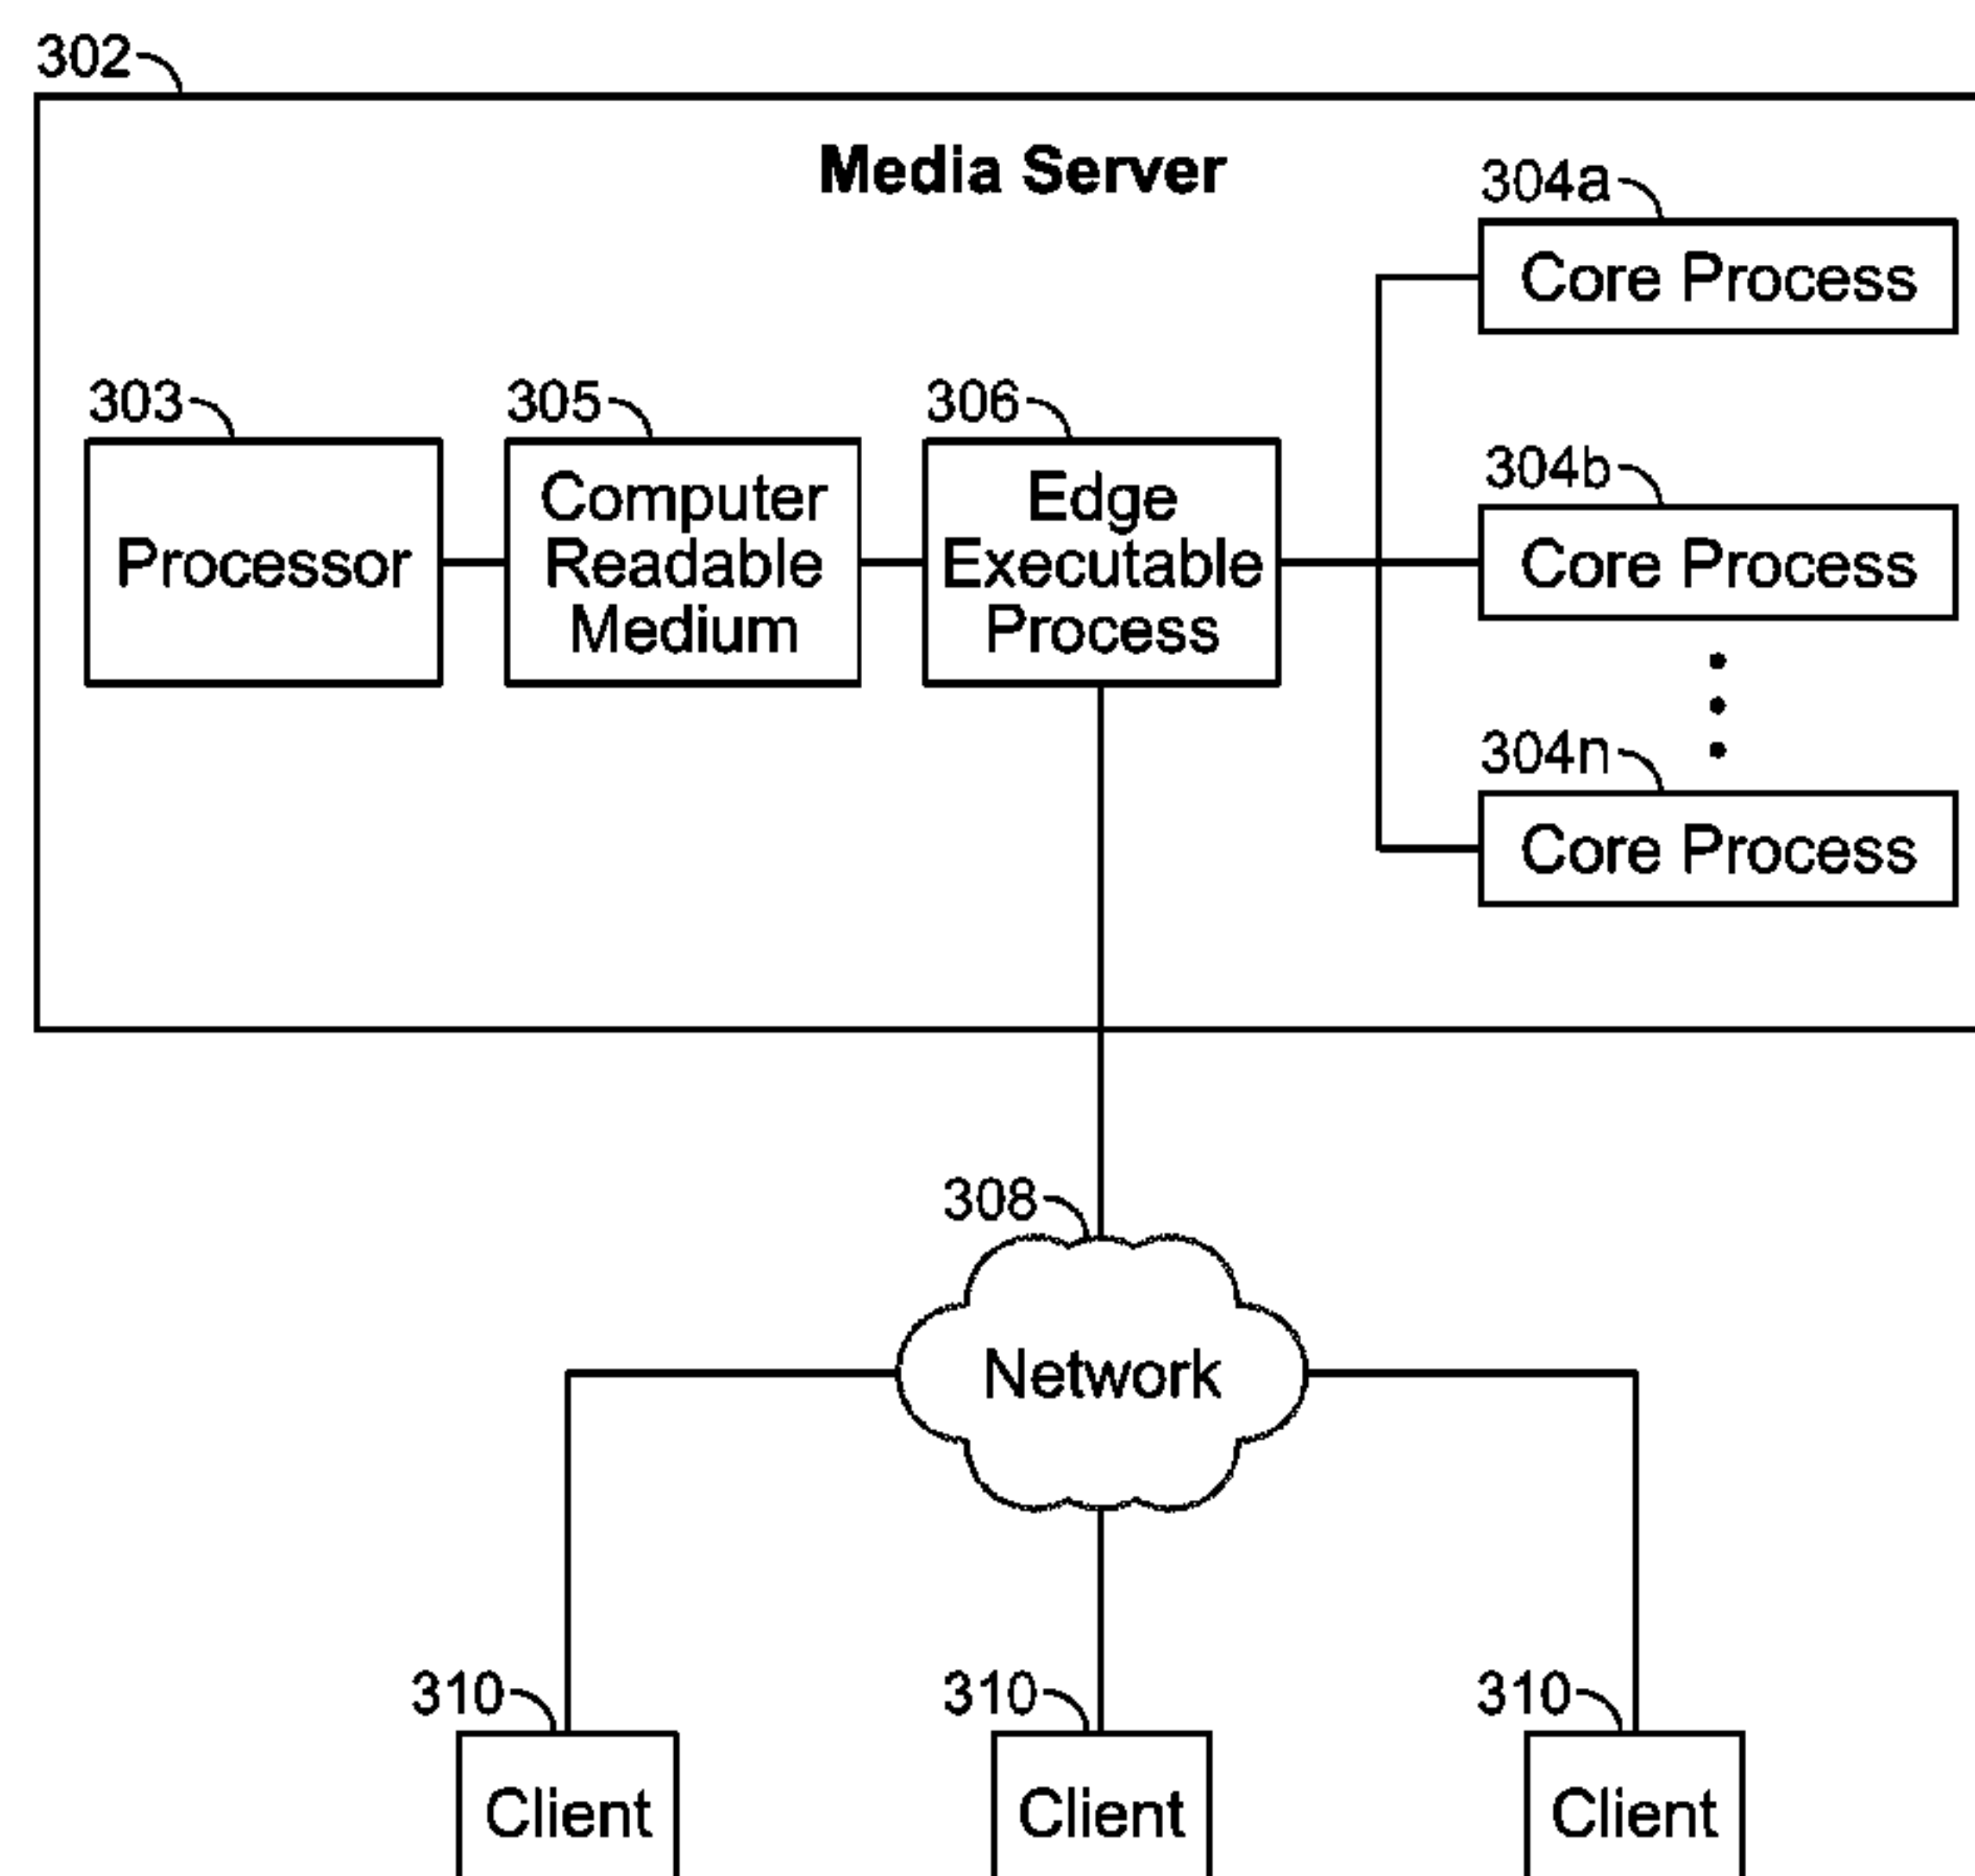 302
Media Server
304a
Core Process
303
Processor
305
Computer
Readable
Medium
306
Edge
Executable
Process
304b
Core Process
304n
Core Process
308
Network
310
Client
310
Client
310
Client